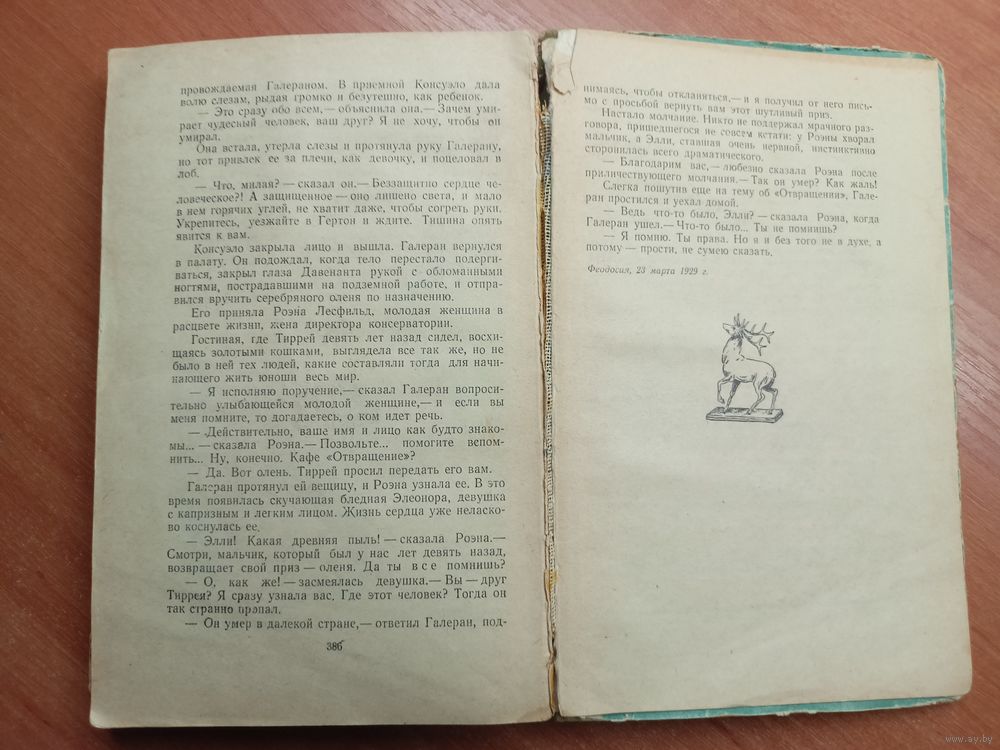 провождаемая Галераном. В приемной Консуэло дала
волю слезам, рыдая громко и безутешно, как ребенок.
— Это сразу обо всем,— объяснила она.— Зачем уми-
рает чудесный человек, ваш друг? Я не хочу, чтобы он
умирал.
Она встала, утерла слезы и протянула руку Галерану,
но тот привлек ее за плечи, как девочку, и поцеловал в
лоб.
— Что, милая? — сказал он.— Беззащитно сердце че-
ловеческое?! А защищенное — оно лишено света, и мало
в нем горячих углей, не хватит даже, чтобы согреть руки.
Укрепитесь, уезжайте в Гертон и ждите. Тишина опять
явится к вам.
Консуэло закрыла лицо и вышла. Галеран вернулся
в палату. Он подождал, когда тело перестало подерги-
ваться, закрыл глаза Давенанта рукой с обломанными
ногтями, пострадавшими на подземной работе, и отпра-
вился вручить серебряного оленя по назначению.
Его приняла Роэна Лесфильд, молодая женщина в
расцвете жизни, жена директора консерватории.
Гостиная, где Тиррей девять лет назад сидел, восхи-
щаясь золотыми кошками, выглядела все так же, но не
было в ней тех людей, какие составляли тогда для начи-
нающего жить юноши весь мир.
— Я исполняю поручение,— сказал Галеран вопроси-
тельно улыбающейся молодой женщине,— и если вы
меня помните, то догадаетесь, о ком идет речь.
— Действительно, ваше имя и лицо как будто знако-
мы... — сказала Роэна.— Позвольте... помогите вспом-
нить... Ну, конечно. Кафе «Отвращение»?
— Да. Вот олень. Тиррей просил передать его вам.
Галеран протянул ей вещицу, и Роэна узнала ее. В это
время появилась скучающая бледная Элеонора, девушка
с капризным и легким лицом. Жизнь сердца уже неласко-
во коснулась ее.
— Элли! Какая древняя пыль! — сказала Роэна.—
Смотри, мальчик, который был у нас лет девять назад,
возвращает свой приз — оленя. Да ты все помнишь?
— О, как же! — засмеялась девушка.— Вы — друг
Тиррея? Я сразу узнала вас. Где этот человек? Тогда он
так странно пропал.
— Он умер в далекой стране,— ответил Галеран, под-
386
нимаясь, чтобы откланяться,— и я получил от него пись-
мо с просьбой вернуть вам этот шутливый приз.
Настало молчание. Никто не поддержал мрачного раз-
говора, пришедшегося не совсем кстати: у Роэны хворал
мальчик, а Элли, ставшая очень нервной, инстинктивно
сторонилась всего драматического.
— Благодарим вас,— любезно сказала Роэна после
приличествующего молчания.— Так он умер? Как жаль!
Слегка пошутив еще на тему об «Отвращении», Гале-
ран простился и уехал домой.
— Ведь что-то было, Элли? — сказала Роэна, когда
Галеран ушел.— Что-то было... Ты не помнишь?
— Я помню. Ты права. Но я и без того не в духе, а
потому — прости, не сумею сказать.
Феодосия, 23 марта 1929 г.
www.ay.by